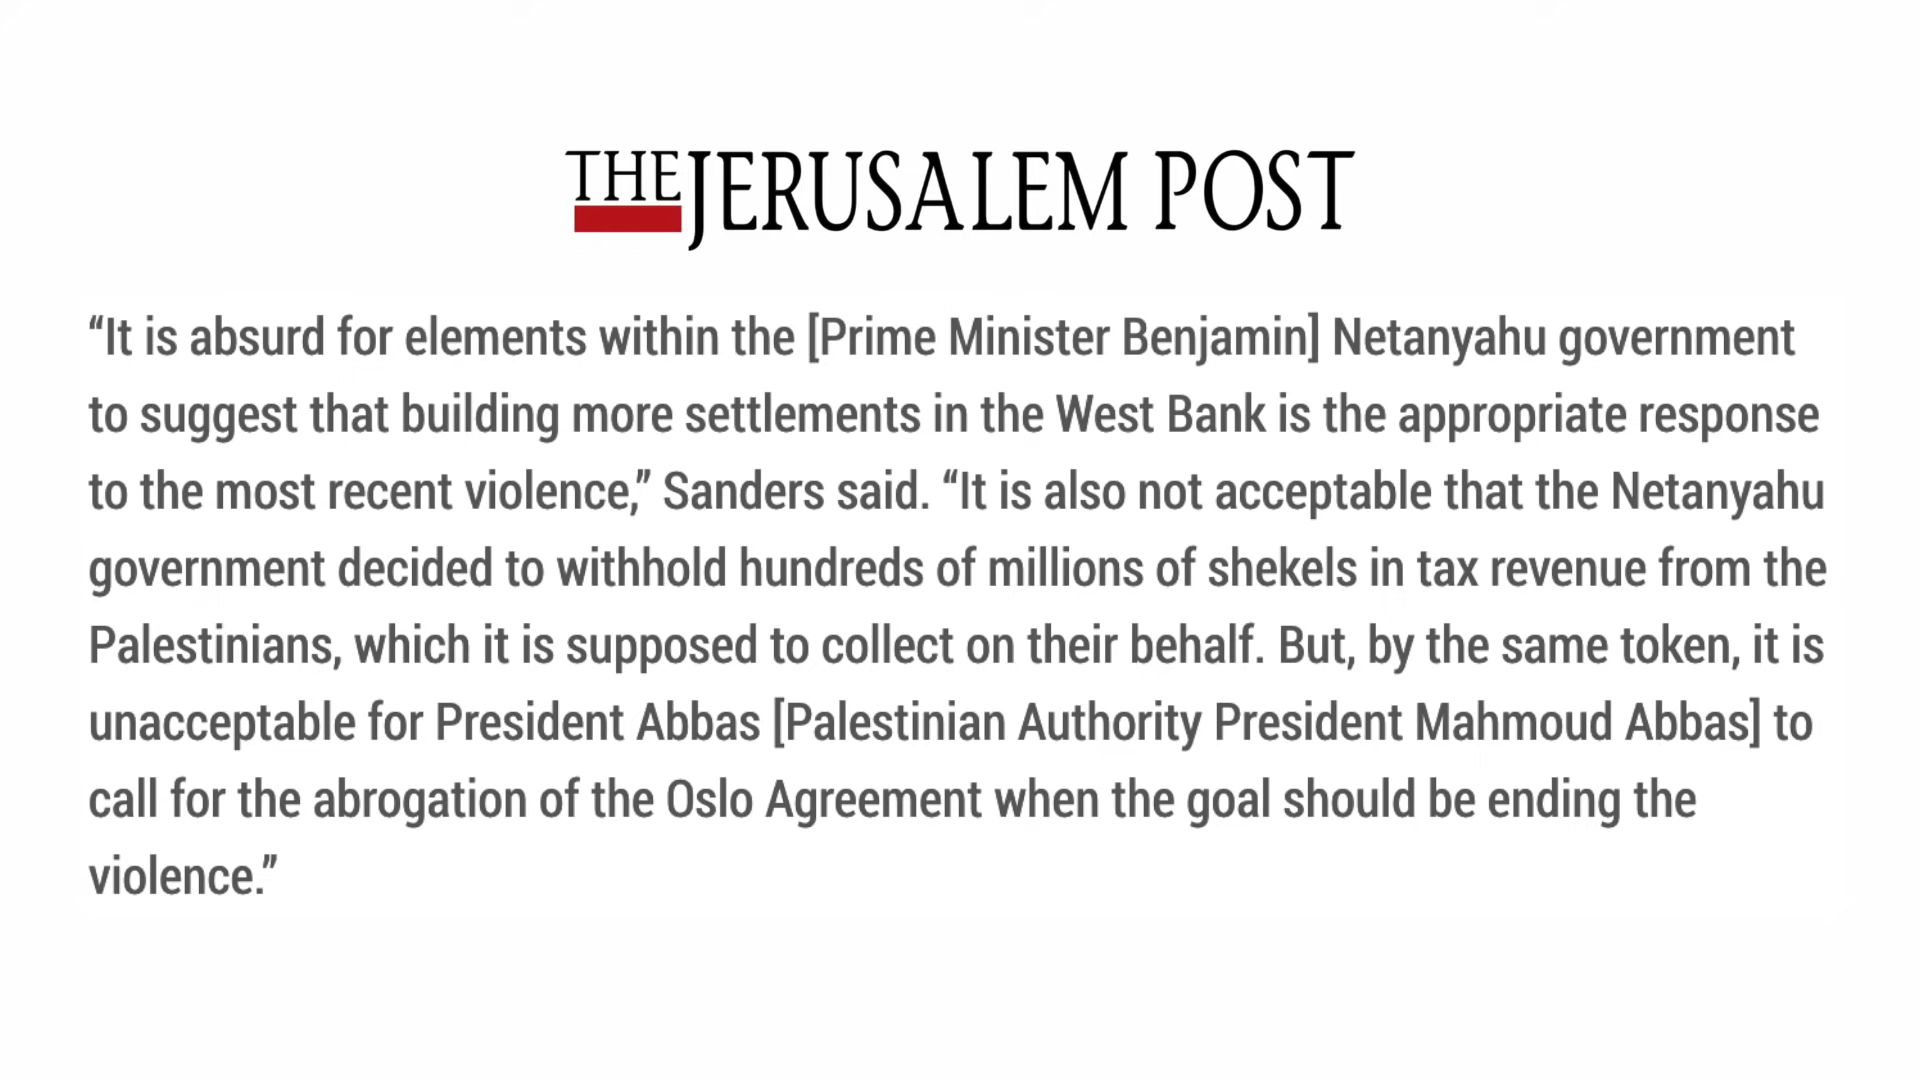 THE JERUSALEM POST
“It is absurd for elements within the [Prime Minister Benjamin] Netanyahu government
to suggest that building more settlements in the West Bank is the appropriate response
to the most recent violence,” Sanders said. “It is also not acceptable that the Netanyahu
government decided to withhold hundreds of millions of shekels in tax revenue from the
Palestinians, which it is supposed to collect on their behalf. But, by the same token, it is
unacceptable for President Abbas [Palestinian Authority President Mahmoud Abbas] to
call for the abrogation of the Oslo Agreement when the goal should be ending the
violence.”